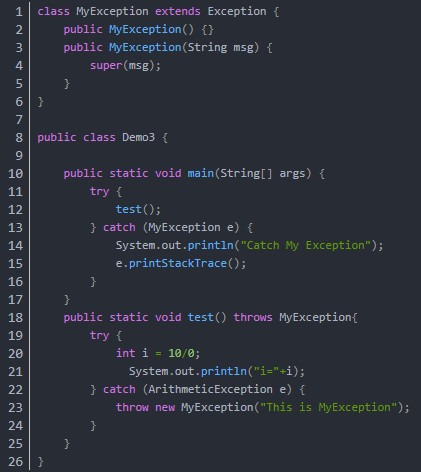 1 class MyException extends Exception {
2     public MyException() {}
3     public MyException(String msg) {
4         super(msg);
5     }
6 }
7
8 public class Demo3 {
9
10     public static void main(String[] args) {
11         try {
12             test();
13         } catch (MyException e) {
14             System.out.println("Catch My Exception");
15             e.printStackTrace();
16         }
17     }
18     public static void test() throws MyException{
19         try {
20             int i = 10/0;
21               System.out.println("i="+i);
22         } catch (ArithmeticException e) {
23             throw new MyException("This is MyException");
24         }
25     }
26 }